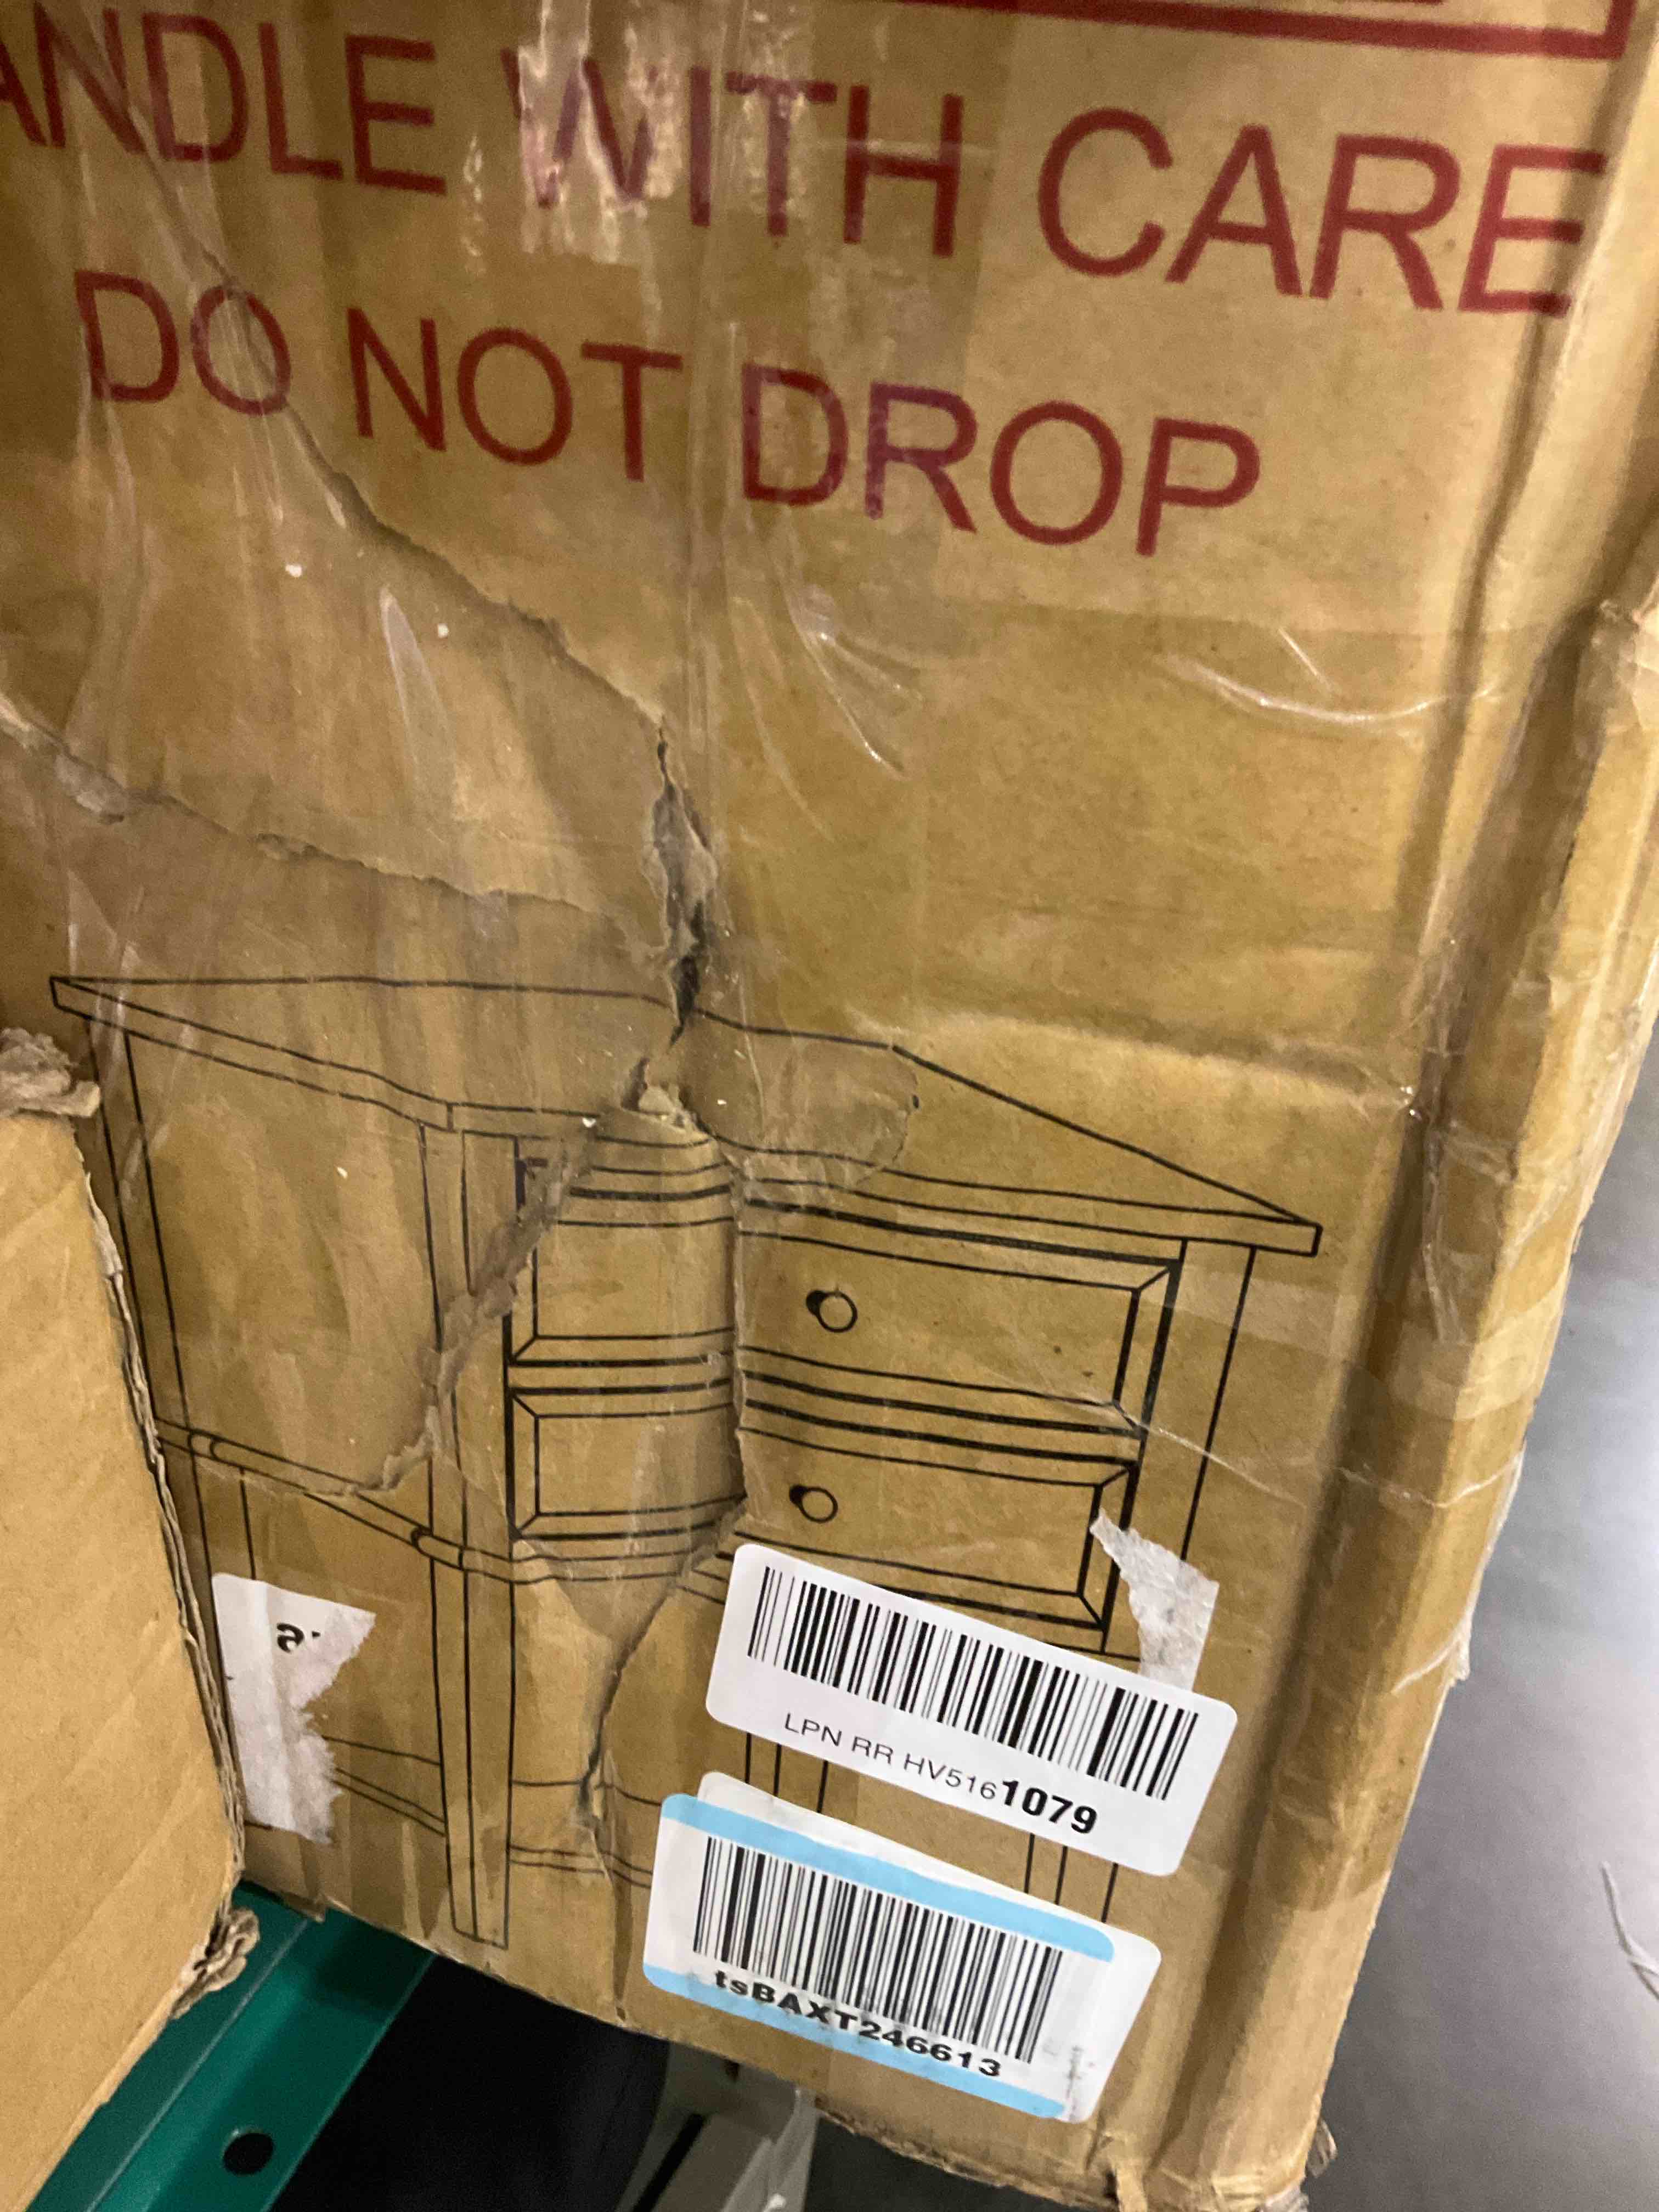 ANDLE WITH CARE
DO NOT DROP
LPN RR HV5161079
tsBAXT246613